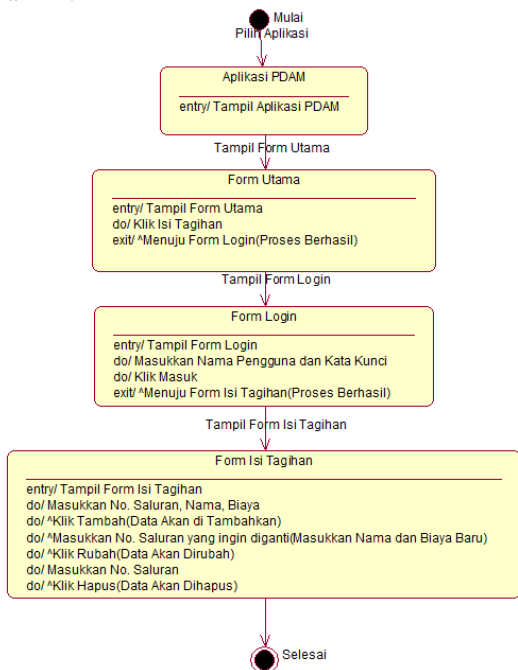 Mulai
Pilih Aplikasi
Aplikasi PDAM
entry/ Tampil Aplikasi PDAM
Tampil Form Utama
Form Utama
entry/ Tampil Form Utama
do/ Klik Isi Tagihan
exit/ ^Menuju Form Login(Proses Berhasil)
Tampil Form Login
Form Login
entry/ Tampil Form Login
do/ Masukkan Nama Pengguna dan Kata Kunci
do/ Klik Masuk
exit/ ^Menuju Form Isi Tagihan(Proses Berhasil)
Tampil Form Isi Tagihan
Form Isi Tagihan
entry/ Tampil Form Isi Tagihan
do/ Masukkan No. Saluran, Nama, Biaya
do/ ^Klik Tambah(Data Akan di Tambahkan)
do/ ^Masukkan No. Saluran yang ingin diganti(Masukkan Nama dan Biaya Baru)
do/ ^Klik Rubah(Data Akan Dirubah)
do/ Masukkan No. Saluran
do/ ^Klik Hapus(Data Akan Dihapus)
Selesai